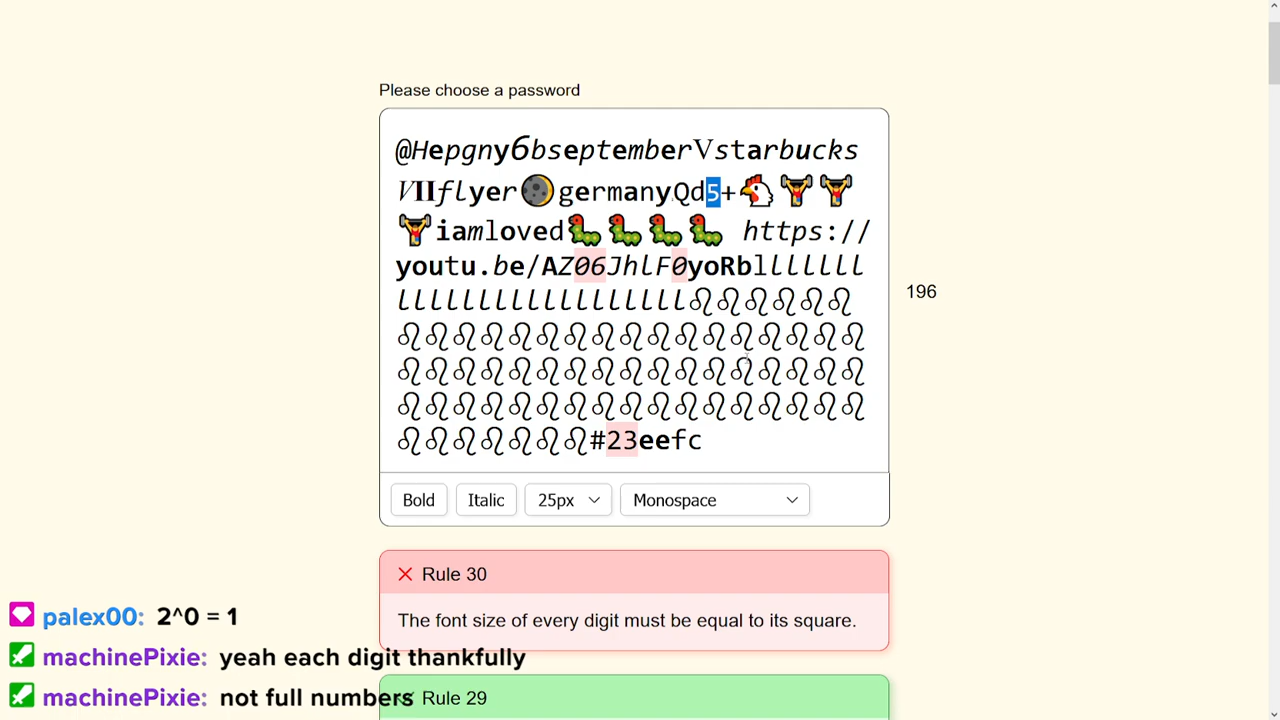 Please choose a password
@Hepgny6bseptemberVstarbucks
VIIflyer🌒germanyQd5+🐔🏋️🏋️
🏋️iamloved🐛🐛🐛🐛 https://
youtu.be/AZ06JhlF0yoRblllllll
llllllllllllllllll♌♌♌♌♌♌
♌♌♌♌♌♌♌♌♌♌♌♌♌♌♌♌♌
♌♌♌♌♌♌♌♌♌♌♌♌♌♌♌♌♌
♌♌♌♌♌♌♌♌♌♌♌♌♌♌♌♌♌
♌♌♌♌♌♌♌#23eefc
196
Bold Italic 25px Monospace
Rule 30
The font size of every digit must be equal to its square.
Rule 29
palex00: 2^0 = 1
machinePixie: yeah each digit thankfully
machinePixie: not full numbers